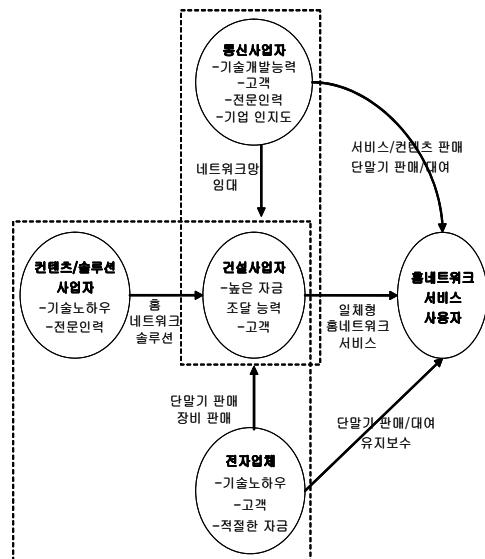 통신사업자
-기술개발능력
-고객
-전문인력
-기업 인지도
서비스/컨텐츠 판매
단말기 판매/대여
네트워크망
임대
컨텐츠/솔루션
사업자
-기술노하우
-전문인력
홈
네트워크
솔루션
건설사업자
-높은 자금
조달 능력
-고객
일체형
홈네트워크
서비스
홈네트워크
서비스
사용자
단말기 판매
장비 판매
단말기 판매/대여
유지보수
전자업체
-기술노하우
-고객
-적절한 자금